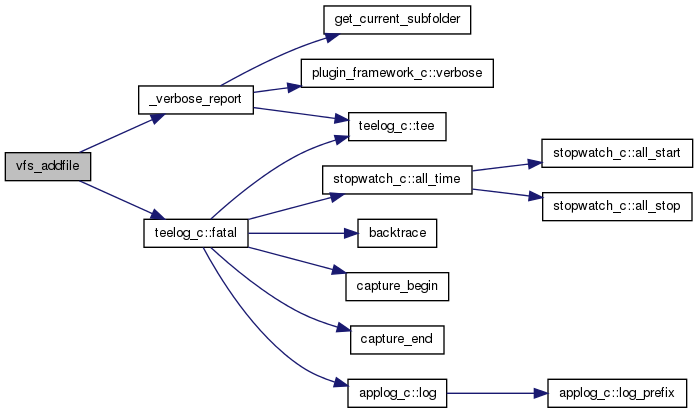 get_current_subfolder
plugin_framework_c::verbose
_verbose_report
teelog_c::tee
stopwatch_c::all_start
vfs_addfile
stopwatch_c::all_time
stopwatch_c::all_stop
teelog_c::fatal
backtrace
capture_begin
capture_end
applog_c::log
applog_c::log_prefix